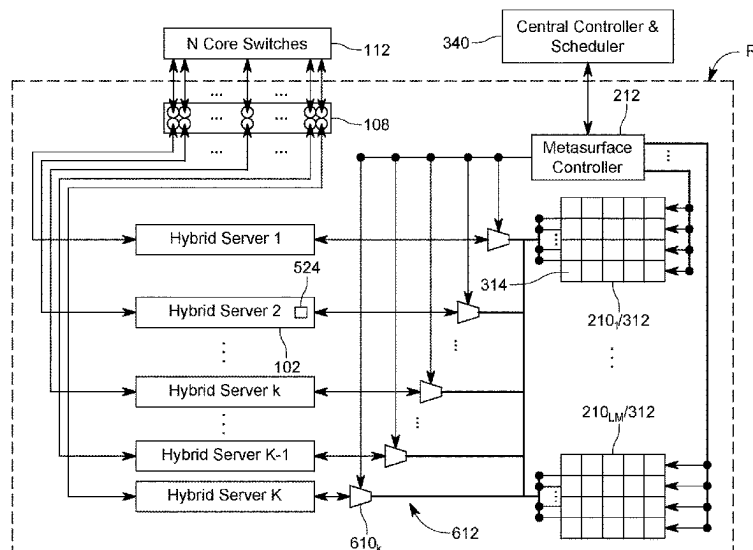 N Core Switches
112
340
Central Controller &
Scheduler
R
... ...
... ...
108
212
Metasurface
Controller
...
Hybrid Server 1
314
524
Hybrid Server 2
210₁/312
102
Hybrid Server k
210LM/312
Hybrid Server K-1
Hybrid Server K
610k
612